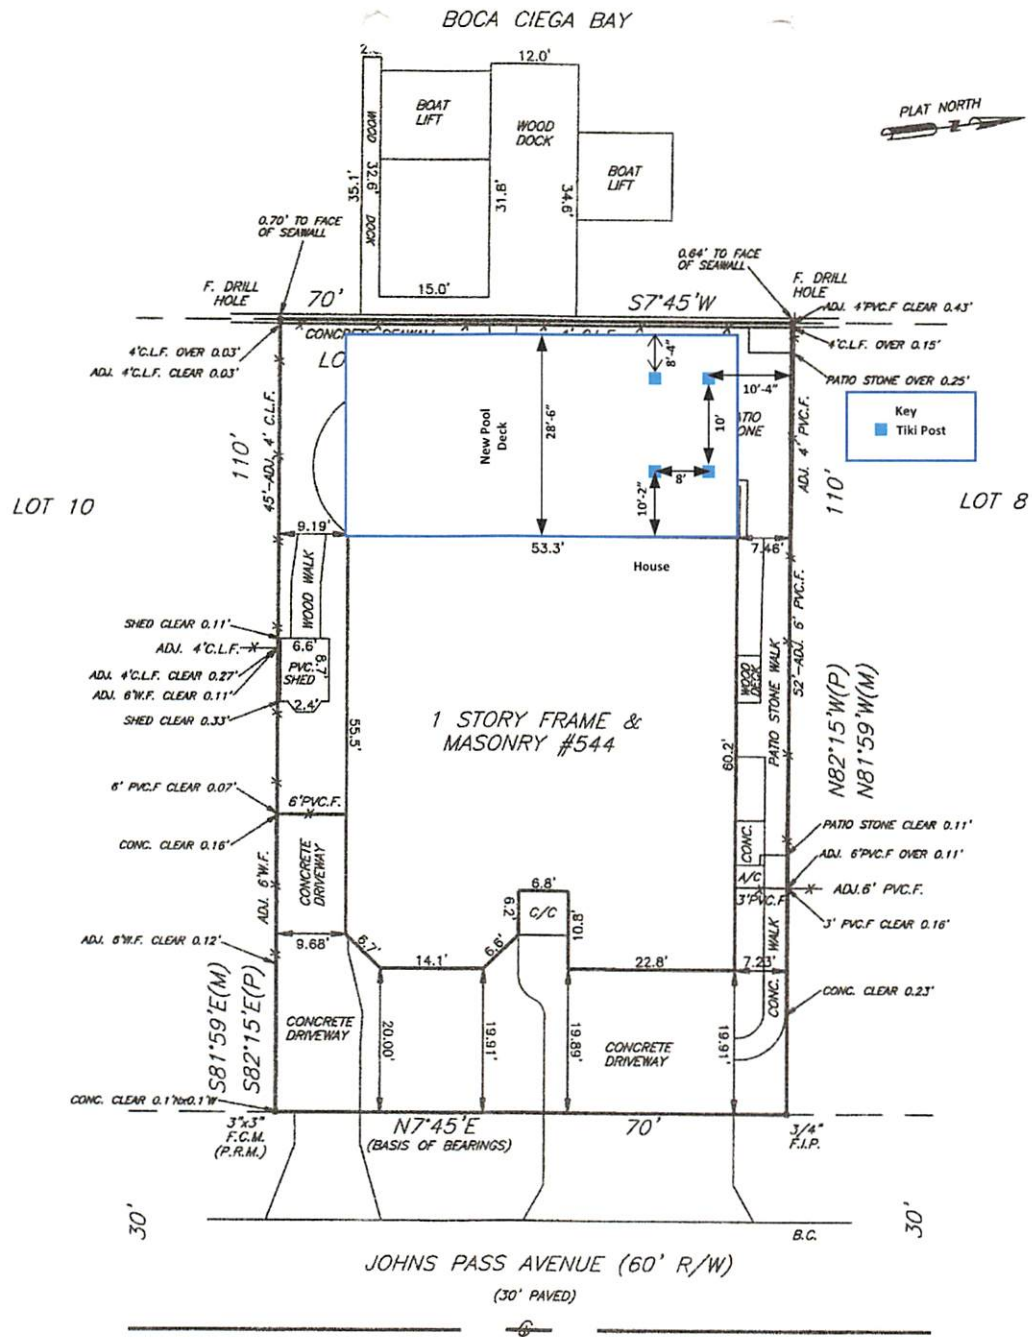 BOCA CIEGA BAY
12.0'
BOAT
LIFT
WOOD
DOCK
WOOD
DOCK
35.1'
32.6'
31.8'
34.6'
BOAT
LIFT
PLAT NORTH
N
0.70' TO FACE
OF SEAWALL
0.64' TO FACE
OF SEAWALL
15.0'
F. DRILL
HOLE
70'
S7°45'W
F. DRILL
HOLE
ADJ. 4'PVC.F CLEAR 0.43'
4'C.L.F. OVER 0.03'
ADJ. 4'C.L.F. CLEAR 0.03'
4'C.L.F. OVER 0.15'
PATIO STONE OVER 0.25'
8'-4"
10'-4"
28'-6"
New Pool
Deck
10'
8'
10'-2"
Key
Tiki Post
110'
45'-ADJ. 4' C.L.F.
ADJ. 4' PVC.F.
110'
LOT 10
LOT 8
9.19'
53.3'
7.46'
House
WOOD WALK
SHED CLEAR 0.11'
ADJ. 4'C.L.F.
6.6'
8.7'
PVC.
SHED
2.4'
ADJ. 4'C.L.F. CLEAR 0.27'
ADJ. 6'W.F. CLEAR 0.11'
SHED CLEAR 0.33'
55.5'
1 STORY FRAME &
MASONRY #544
60.2'
WOOD
DECK
PATIO STONE WALK
52'-ADJ. 6' PVC.F.
N82°15'W(P)
N81°59'W(M)
6' PVC.F CLEAR 0.07'
6'PVC.F.
CONC. CLEAR 0.16'
CONCRETE
DRIVEWAY
ADJ. 6'W.F.
CONC.
A/C
3'PVC.F
PATIO STONE CLEAR 0.11'
ADJ. 6'PVC.F OVER 0.11'
ADJ.6' PVC.F.
3' PVC.F CLEAR 0.16'
6.8'
6.2'
C/C
10.8'
ADJ. 6'W.F. CLEAR 0.12'
9.68'
6.7'
14.1'
6.6'
22.8'
7.23'
CONC. WALK
CONC. CLEAR 0.23'
S81°59'E(M)
S82°15'E(P)
CONCRETE
DRIVEWAY
20.00'
19.91'
19.89'
CONCRETE
DRIVEWAY
19.91'
CONC. CLEAR 0.1'Nx0.1'W
3"x3"
F.C.M.
(P.R.M.)
N7°45'E
(BASIS OF BEARINGS)
70'
3/4"
F.I.P.
30'
30'
B.C.
JOHNS PASS AVENUE (60' R/W)
(30' PAVED)